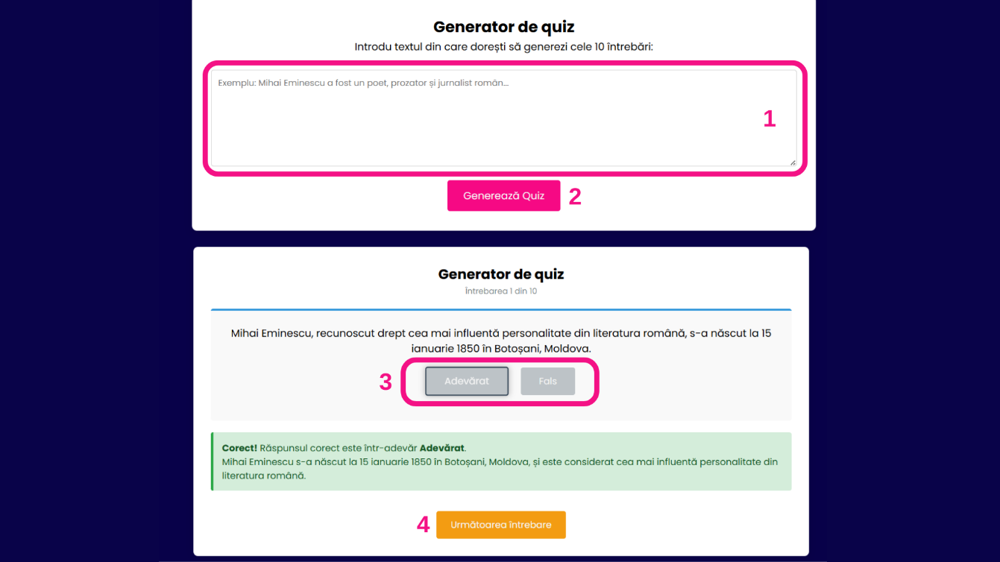 Generator de quiz
Introdu textul din care dorești să generezi cele 10 întrebări:
Exemplu: Mihai Eminescu a fost un poet, prozator și jurnalist român...
1
Generează Quiz
2
Generator de quiz
Întrebarea 1 din 10
Mihai Eminescu, recunoscut drept cea mai influentă personalitate din literatura română, s-a născut la 15
ianuarie 1850 în Botoșani, Moldova.
3
Adevărat
Fals
Corect! Răspunsul corect este într-adevăr Adevărat.
Mihai Eminescu s-a născut la 15 ianuarie 1850 în Botoșani, Moldova, și este considerat cea mai influentă personalitate din
literatura română.
4
Următoarea întrebare